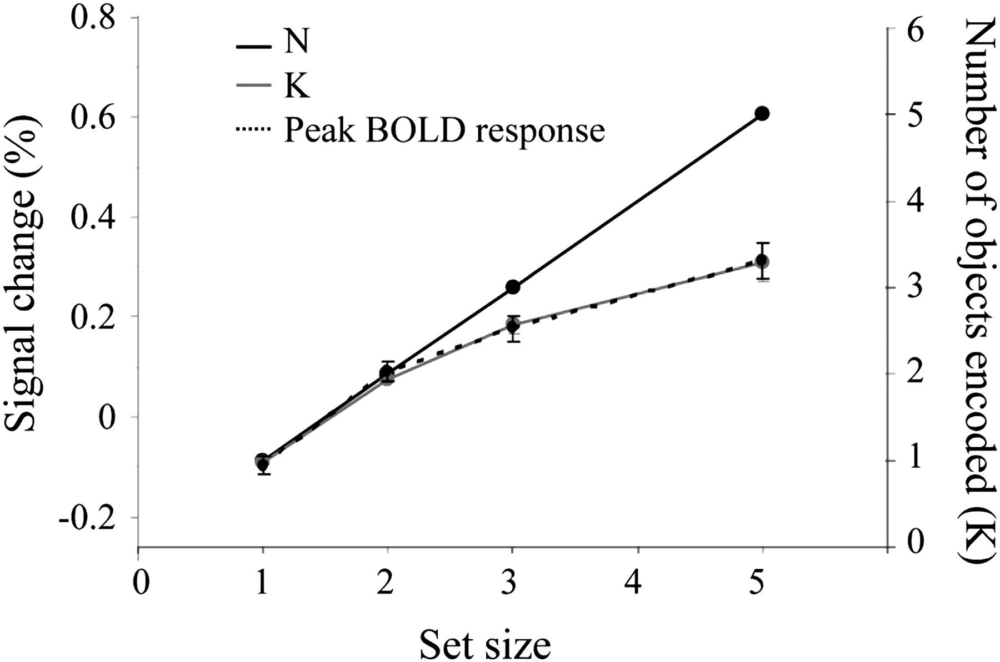 Signal change (%)
0.8
0.6
0.4
0.2
0
-0.2
N
K
Peak BOLD response
6
5
4
3
2
1
0
Number of objects encoded (K)
0 1 2 3 4 5
Set size